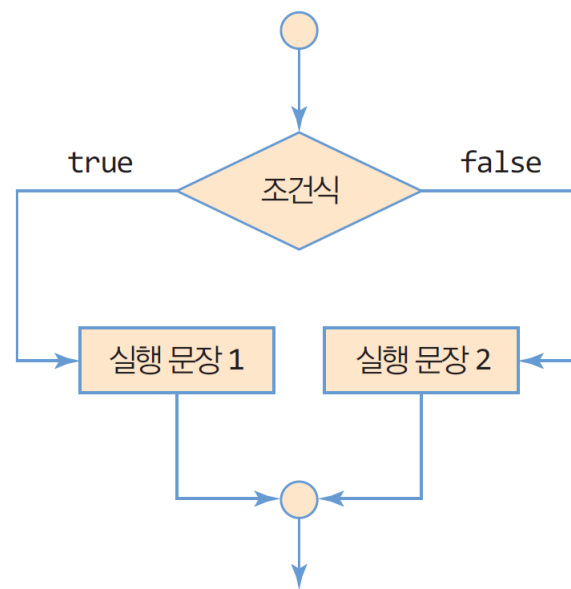 true
false
조건식
실행 문장 1
실행 문장 2